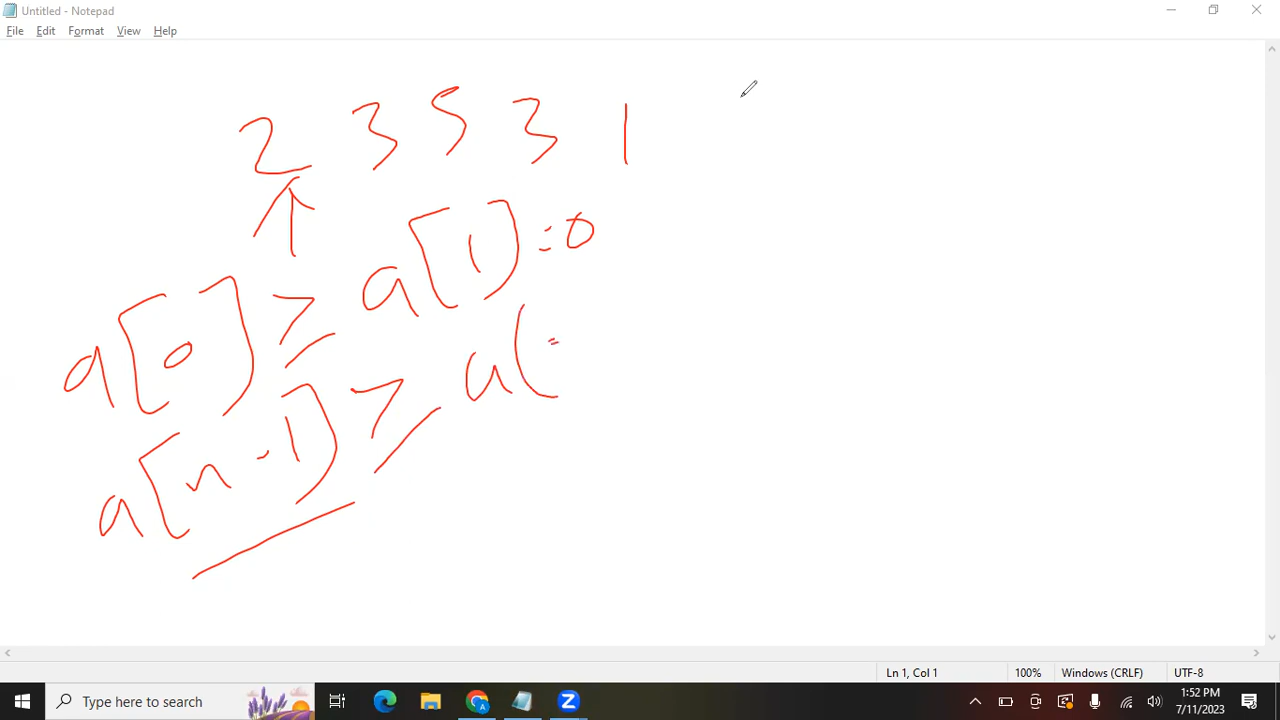 Untitled - Notepad
File Edit Format View Help
2 3 5 3 1
a[1] = 0
a[0] ≥
a[n-1] ≥ a[ =
Ln 1, Col 1 100% Windows (CRLF) UTF-8
Type here to search
1:52 PM
7/11/2023